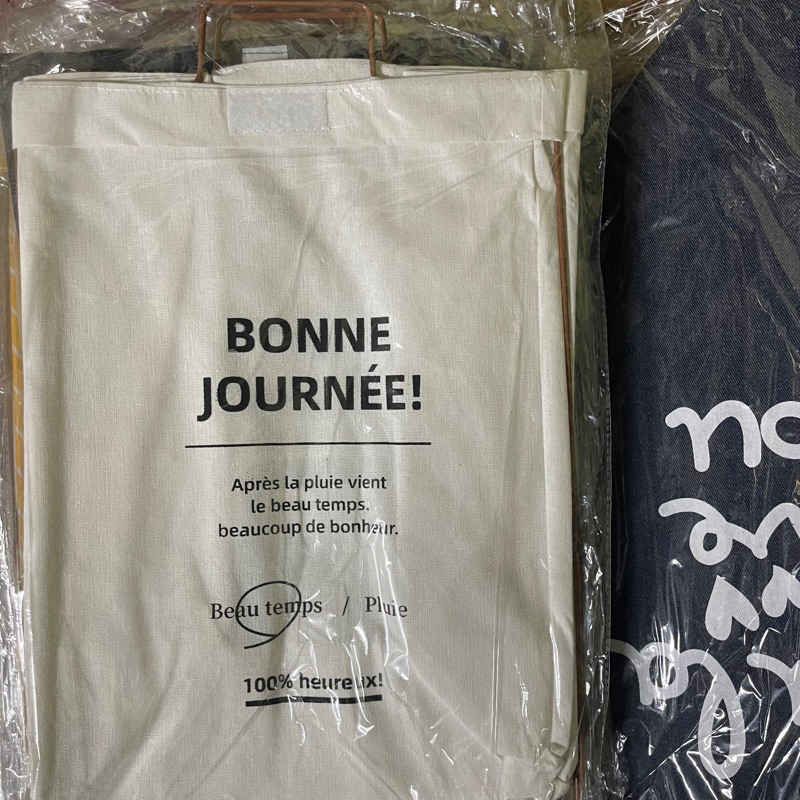 BONNE
JOURNÉE!
Après la pluie vient
le beau temps.
beaucoup de bonheur.
Beau temps / Pluie
100% heureux!